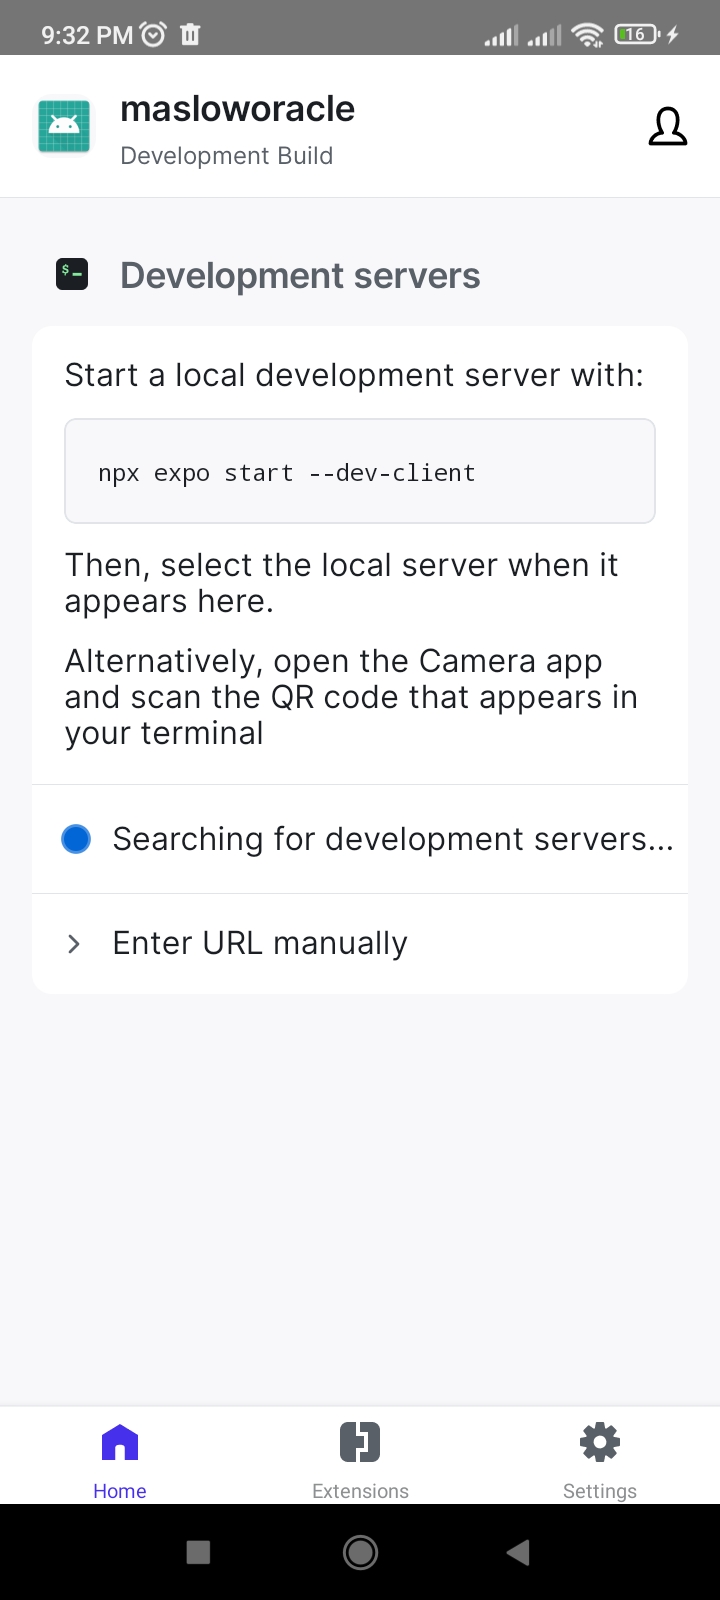 9:32 PM
16
masloworacle
Development Build
$
Development servers
Start a local development server with:
npx expo start --dev-client
Then, select the local server when it
appears here.
Alternatively, open the Camera app
and scan the QR code that appears in
your terminal
Searching for development servers...
Enter URL manually
Home
Extensions
Settings